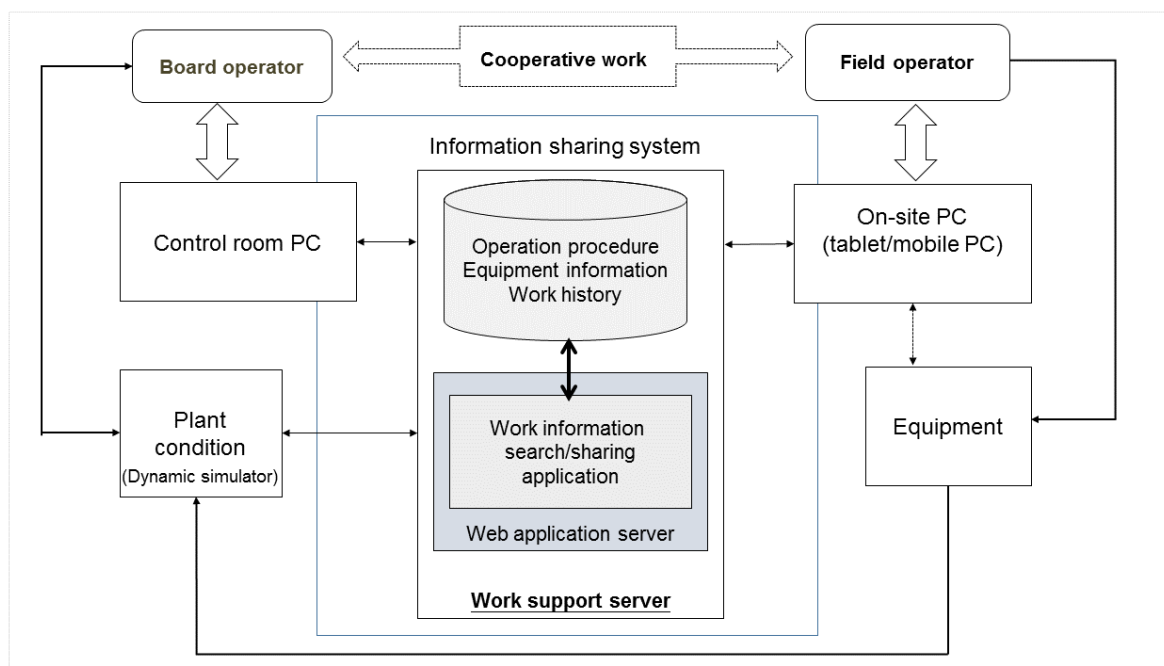 Board operator
Cooperative work
Field operator
Information sharing system
Control room PC
Operation procedure
Equipment information
Work history
On-site PC
(tablet/mobile PC)
Plant
condition
(Dynamic simulator)
Work information
search/sharing
application
Equipment
Web application server
Work support server